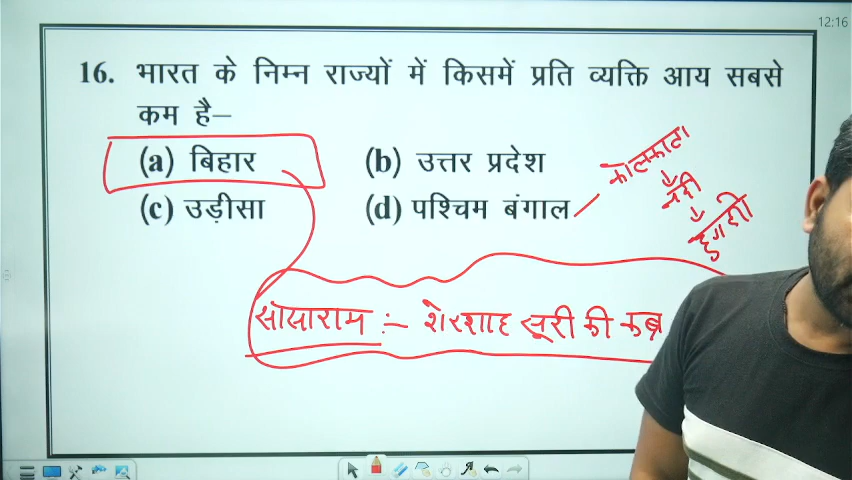 12:16
16. भारत के निम्न राज्यों में किसमें प्रति व्यक्ति आय सबसे
कम है–
(a) बिहार
(b) उत्तर प्रदेश
(c) उड़ीसा
(d) पश्चिम बंगाल
कोलकाता
नदी
हुगली
सासाराम :- शेरशाह सूरी की कब्र